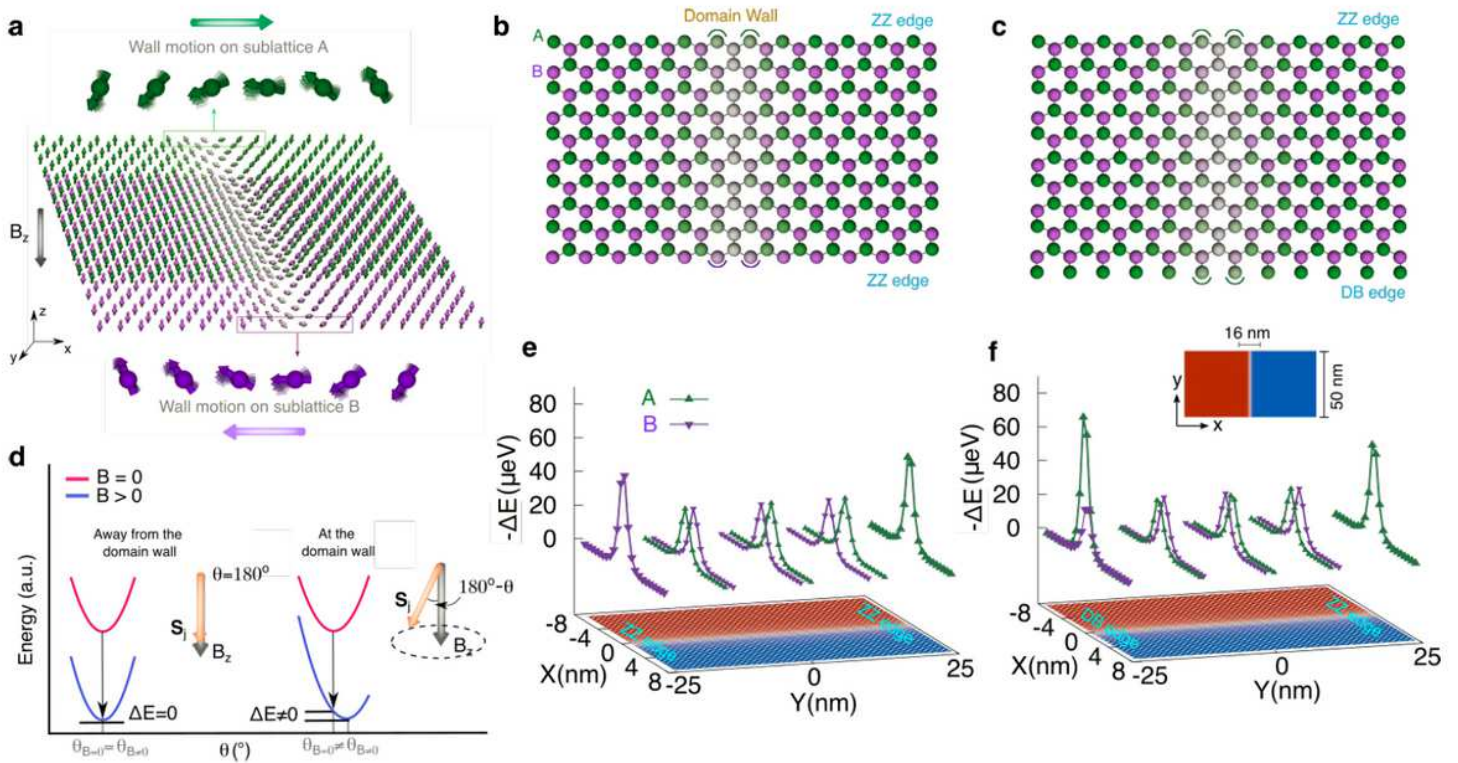 a
Wall motion on sublattice A
B_z
z
y
x
Wall motion on sublattice B
b
Domain Wall
ZZ edge
A
B
ZZ edge
c
ZZ edge
DB edge
d
B = 0
B > 0
Away from the
domain wall
At the
domain wall
θ=180°
S_i
B_z
180°-θ
S_i
B_z
ΔE=0
ΔE≠0
Energy (a.u.)
θ_B=0 = θ_B≠0
θ(°)
θ_B=0 ≠ θ_B≠0
e
A
B
-ΔE(μeV)
80
60
40
20
0
ZZ edge
ZZ edge
-8
-4
0
4
8
X(nm)
-25
0
25
Y(nm)
f
16 nm
50 nm
y
x
-ΔE(μeV)
80
60
40
20
0
DB edge
ZZ edge
-8
-4
0
4
8
X(nm)
-25
0
25
Y(nm)